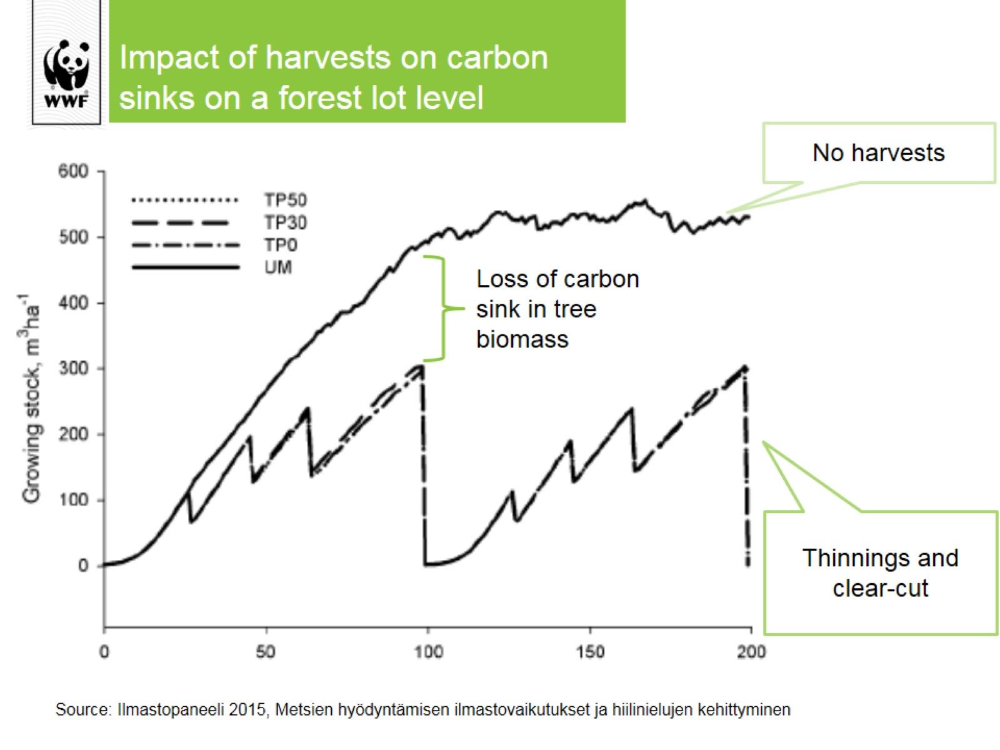 WWF
Impact of harvests on carbon
sinks on a forest lot level
No harvests
600
500
400
300
200
100
0
Growing stock, m³ha⁻¹
TP50
TP30
TP0
UM
Loss of carbon
sink in tree
biomass
Thinnings and
clear-cut
0
50
100
150
200
Source: Ilmastopaneeli 2015, Metsien hyödyntämisen ilmastovaikutukset ja hiilinielujen kehittyminen